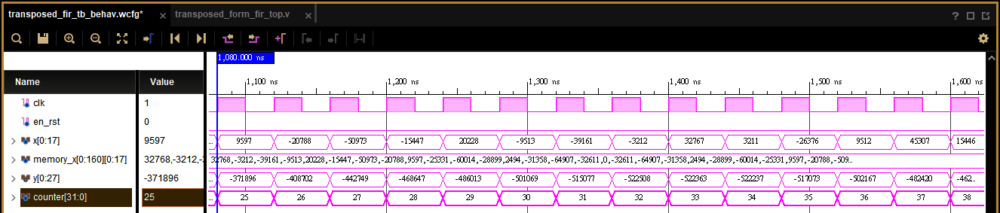 transposed_fir_tb_behav.wcfg* × transposed_form_fir_top.v ×
?
1,080.000 ns
1,100 ns 1,200 ns 1,300 ns 1,400 ns 1,500 ns 1,600 ns
Name Value
clk 1
en_rst 0
x[0:17] 9597 ... 9597 -20788 -50973 -15447 20228 -9513 -39161 -3212 32767 3211 -26376 9512 45307 15446
memory_x[0:160][0:17] 32768,-3212,-3 32768,-3212,-39161,-9513,20228,-15447,-50973,-20788,9597,-25331,-60014,-28899,2494,-31358,-64907,-32611,0,-32611,-64907,-31358,2494,-28899,-60014,-25331,9597,-20788,-509...
y[0:27] -371896 ... -371896 -408702 -442749 -468647 -486013 -501069 -515077 -522508 -522363 -522237 -517073 -502167 -482420 -462...
counter[31:0] 25 ... 25 26 27 28 29 30 31 32 33 34 35 36 37 38